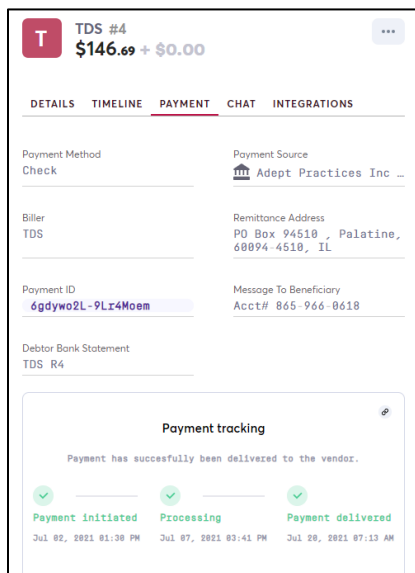 T
TDS #4
$146.69 + $0.00
...
DETAILS TIMELINE PAYMENT CHAT INTEGRATIONS
Payment Method
Check
Payment Source
Adept Practices Inc …
Biller
TDS
Remittance Address
PO Box 94510 , Palatine,
60094-4510, IL
Payment ID
6gdywo2L-9Lr4Moem
Message To Beneficiary
Acct# 865-966-0618
Debtor Bank Statement
TDS R4
Payment tracking
Payment has succesfully been delivered to the vendor.
Payment initiated Processing Payment delivered
Jul 02, 2021 01:30 PM Jul 07, 2021 03:41 PM Jul 20, 2021 07:13 AM